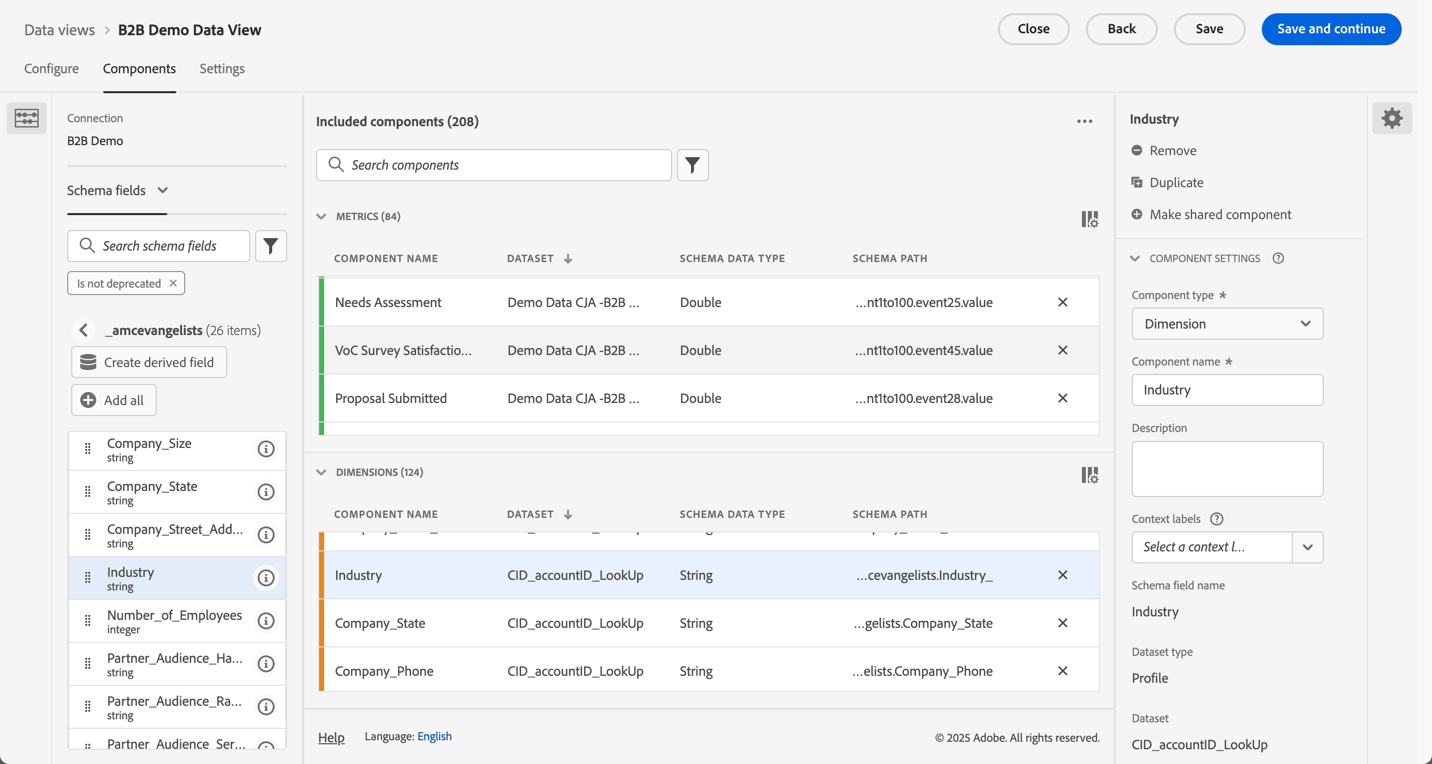 Data views > B2B Demo Data View
Close
Back
Save
Save and continue
Configure
Components
Settings
Connection
B2B Demo
Schema fields
Search schema fields
Is not deprecated
_amcevangelists (26 items)
Create derived field
Add all
Company_Size
string
Company_State
string
Company_Street_Add...
string
Industry
string
Number_of_Employees
integer
Partner_Audience_Ha...
string
Partner_Audience_Ra...
string
Partner_Audience_Ser...
Included components (208)
Search components
METRICS (84)
COMPONENT NAME DATASET SCHEMA DATA TYPE SCHEMA PATH
Needs Assessment Demo Data CJA -B2B ... Double ...nt1to100.event25.value
VoC Survey Satisfactio... Demo Data CJA -B2B ... Double ...nt1to100.event45.value
Proposal Submitted Demo Data CJA -B2B ... Double ...nt1to100.event28.value
DIMENSIONS (124)
COMPONENT NAME DATASET SCHEMA DATA TYPE SCHEMA PATH
Industry CID_accountID_LookUp String ...cevangelists.Industry_
Company_State CID_accountID_LookUp String ...gelists.Company_State
Company_Phone CID_accountID_LookUp String ...elists.Company_Phone
Help
Language: English
© 2025 Adobe. All rights reserved.
Industry
Remove
Duplicate
Make shared component
COMPONENT SETTINGS
Component type *
Dimension
Component name *
Industry
Description
Context labels
Select a context l...
Schema field name
Industry
Dataset type
Profile
Dataset
CID_accountID_LookUp